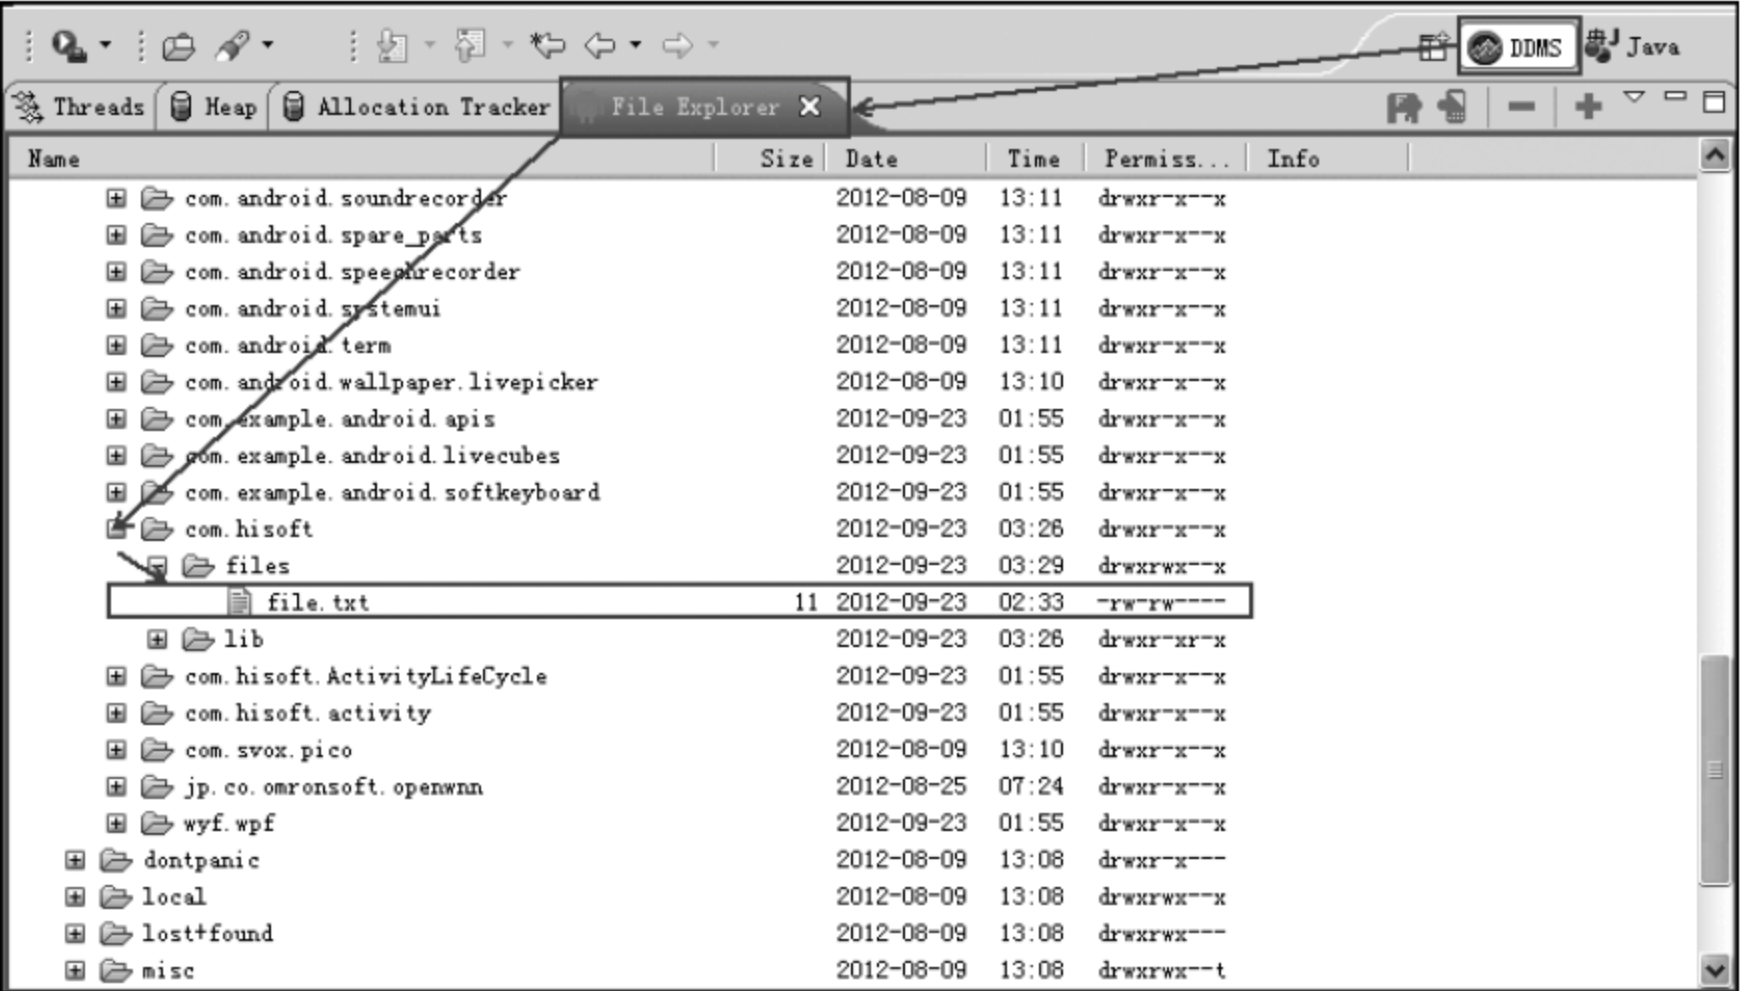 DDMS Java
Threads Heap Allocation Tracker File Explorer
Name Size Date Time Permiss... Info
com.android.soundrecorder 2012-08-09 13:11 drwxr-x--x
com.android.spare_parts 2012-08-09 13:11 drwxr-x--x
com.android.speechrecorder 2012-08-09 13:11 drwxr-x--x
com.android.systemui 2012-08-09 13:11 drwxr-x--x
com.android.term 2012-08-09 13:11 drwxr-x--x
com.android.wallpaper.livepicker 2012-08-09 13:10 drwxr-x--x
com.example.android.apis 2012-09-23 01:55 drwxr-x--x
com.example.android.livecubes 2012-09-23 01:55 drwxr-x--x
com.example.android.softkeyboard 2012-09-23 01:55 drwxr-x--x
com.hisoft 2012-09-23 03:26 drwxr-x--x
files 2012-09-23 03:29 drwxrwx--x
file.txt 11 2012-09-23 02:33 -rw-rw----
lib 2012-09-23 03:26 drwxr-xr-x
com.hisoft.ActivityLifeCycle 2012-09-23 01:55 drwxr-x--x
com.hisoft.activity 2012-09-23 01:55 drwxr-x--x
com.svox.pico 2012-08-09 13:10 drwxr-x--x
jp.co.omronsoft.openwnn 2012-08-25 07:24 drwxr-x--x
wyf.wpf 2012-09-23 01:55 drwxr-x--x
dontpanic 2012-08-09 13:08 drwxr-x---
local 2012-08-09 13:08 drwxrwx--x
lost+found 2012-08-09 13:08 drwxrwx---
misc 2012-08-09 13:08 drwxrwx--t